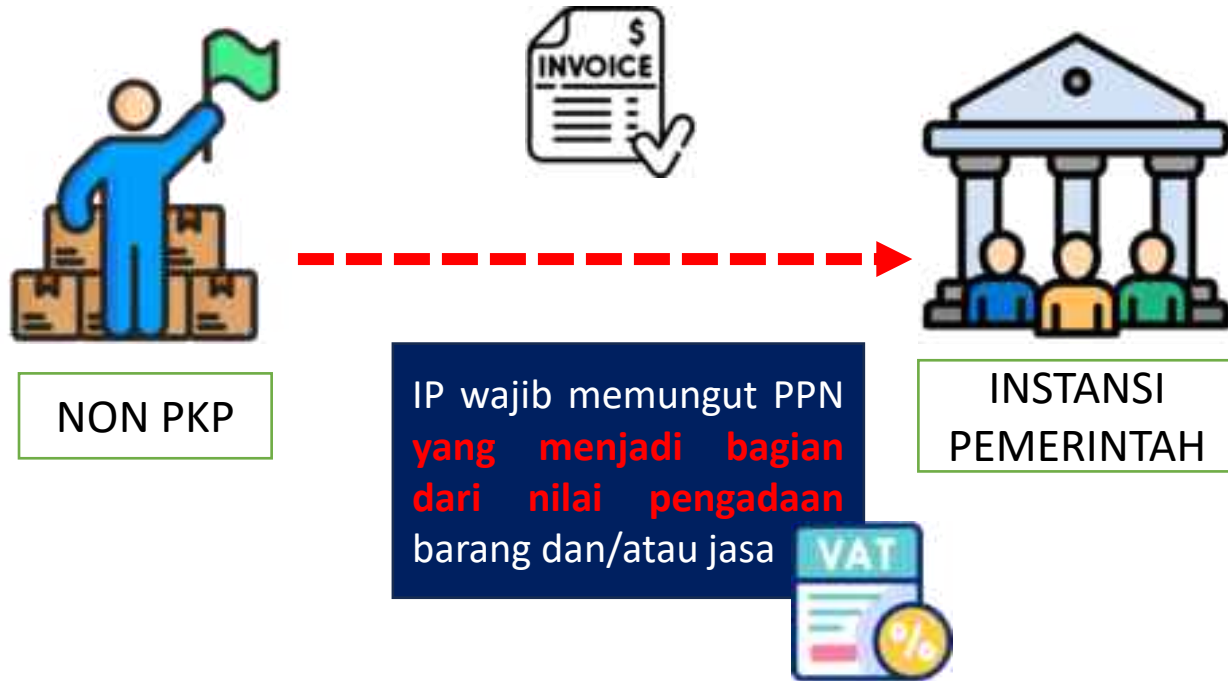 $
INVOICE
NON PKP
IP wajib memungut PPN
yang menjadi bagian
dari nilai pengadaan
barang dan/atau jasa
VAT
%
INSTANSI
PEMERINTAH